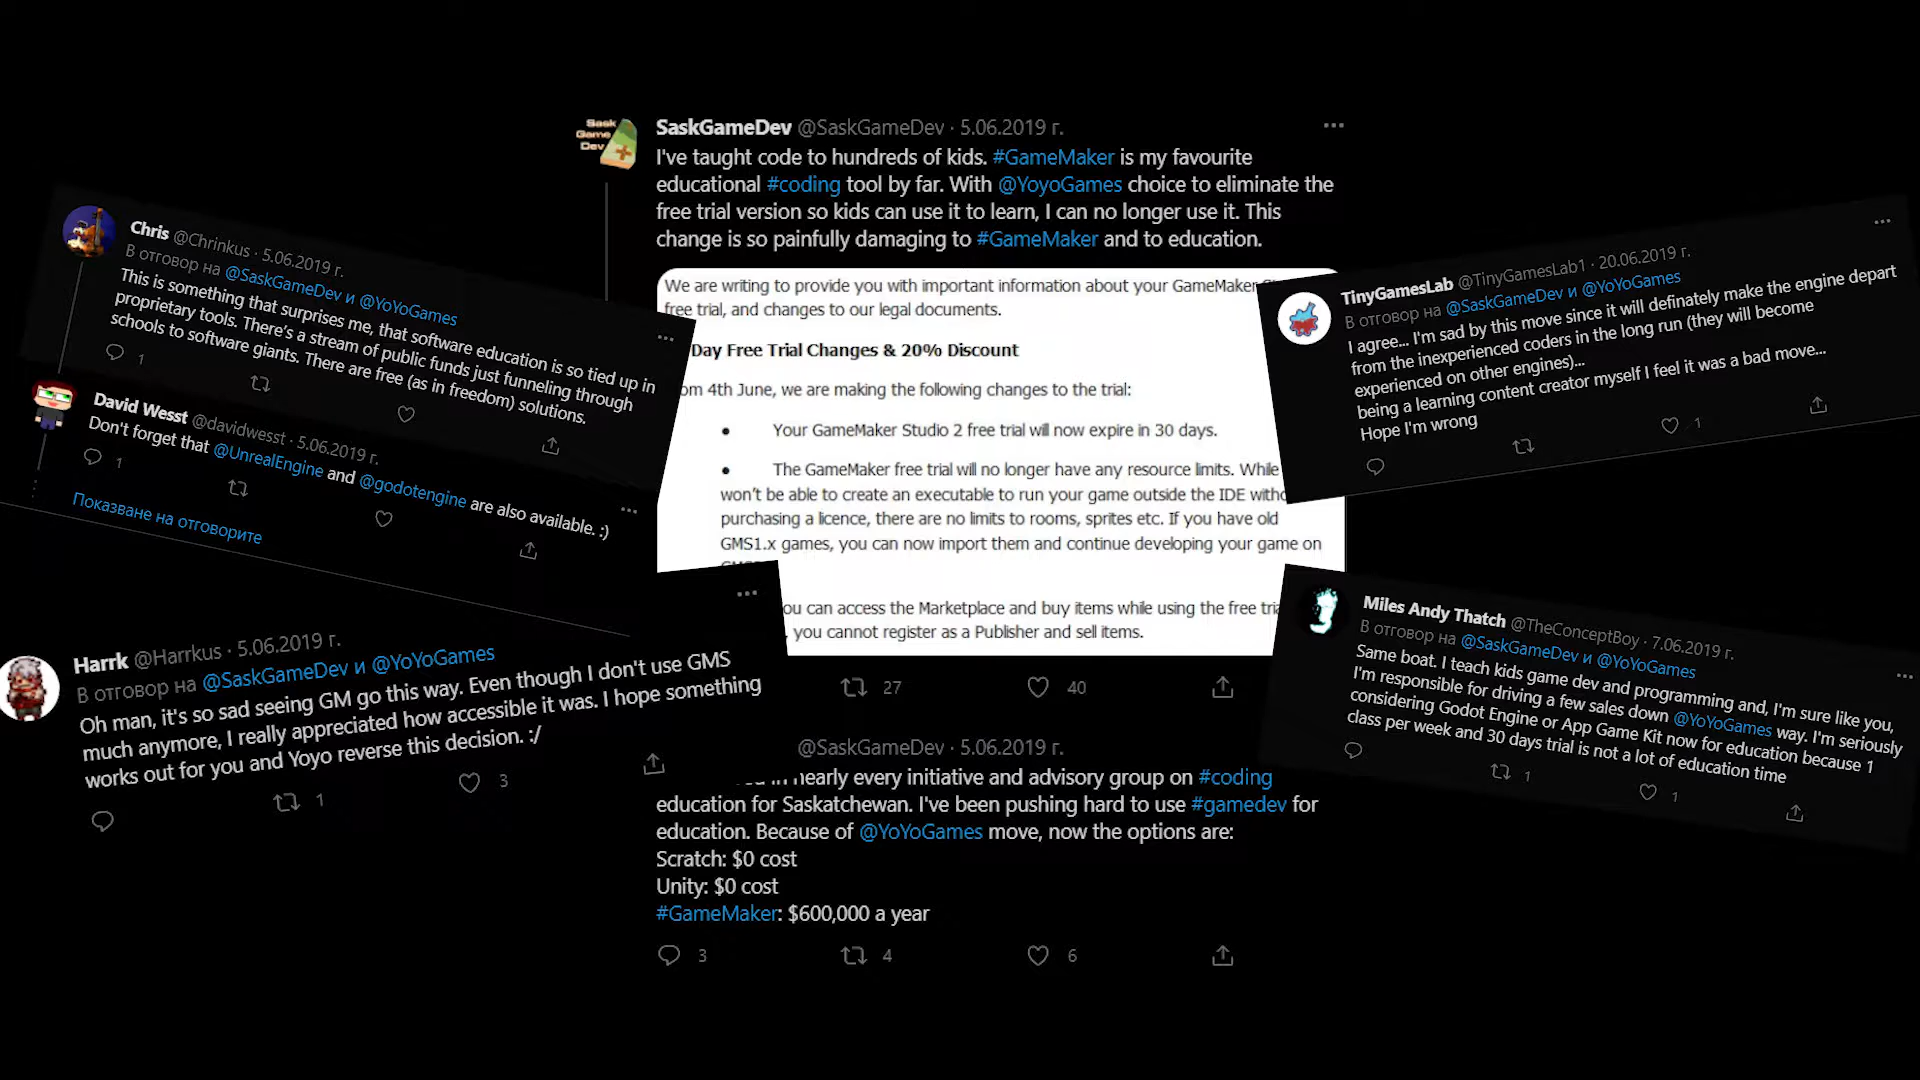 Sask
Game
Dev
SaskGameDev @SaskGameDev · 5.06.2019 г.
I've taught code to hundreds of kids. #GameMaker is my favourite
educational #coding tool by far. With @YoyoGames choice to eliminate the
free trial version so kids can use it to learn, I can no longer use it. This
change is so painfully damaging to #GameMaker and to education.
We are writing to provide you with important information about your GameMaker
free trial, and changes to our legal documents.
Day Free Trial Changes & 20% Discount
4th June, we are making the following changes to the trial:
• Your GameMaker Studio 2 free trial will now expire in 30 days.
• The GameMaker free trial will no longer have any resource limits. While
won't be able to create an executable to run your game outside the IDE
purchasing a licence, there are no limits to rooms, sprites etc. If you have old
GMS1.x games, you can now import them and continue developing your game on
can access the Marketplace and buy items while using the free
you cannot register as a Publisher and sell items.
27 40
@SaskGameDev · 5.06.2019 г.
nearly every initiative and advisory group on #coding
education for Saskatchewan. I've been pushing hard to use #gamedev for
education. Because of @YoYoGames move, now the options are:
Scratch: $0 cost
Unity: $0 cost
#GameMaker: $600,000 a year
3 4 6
Chris @Chrinkus · 5.06.2019 г.
В отговор на @SaskGameDev и @YoYoGames
This is something that surprises me, that software education is so tied up in
proprietary tools. There's a stream of public funds just funneling through
schools to software giants. There are free (as in freedom) solutions.
1
David Wesst @davidwesst · 5.06.2019 г.
Don't forget that @UnrealEngine and @godotengine are also available. :)
1
Показване на отговорите
Harrk @Harrkus · 5.06.2019 г.
В отговор на @SaskGameDev и @YoYoGames
Oh man, it's so sad seeing GM go this way. Even though I don't use GMS
much anymore, I really appreciated how accessible it was. I hope something
works out for you and Yoyo reverse this decision. :/
1 3
TinyGamesLab @TinyGamesLab1 · 20.06.2019 г.
В отговор на @SaskGameDev и @YoYoGames
I agree... I'm sad by this move since it will definately make the engine depart
from the inexperienced coders in the long run (they will become
experienced on other engines)...
being a learning content creator myself I feel it was a bad move...
Hope I'm wrong
1
Miles Andy Thatch @TheConceptBoy · 7.06.2019 г.
В отговор на @SaskGameDev и @YoYoGames
Same boat. I teach kids game dev and programming and, I'm sure like you,
I'm responsible for driving a few sales down @YoYoGames way. I'm seriously
considering Godot Engine or App Game Kit now for education because 1
class per week and 30 days trial is not a lot of education time
1 1